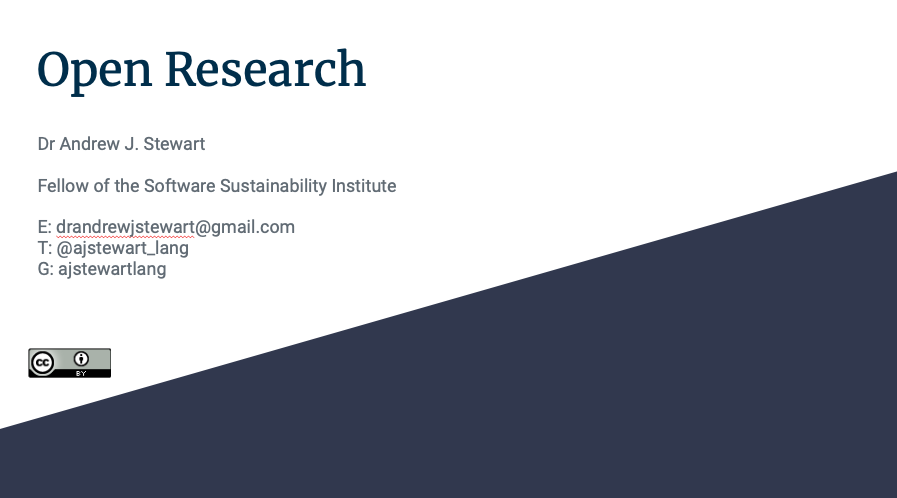 Open Research
Dr Andrew J. Stewart
Fellow of the Software Sustainability Institute
E: drandrewjstewart@gmail.com
T: @ajstewart_lang
G: ajstewartlang
cc
BY